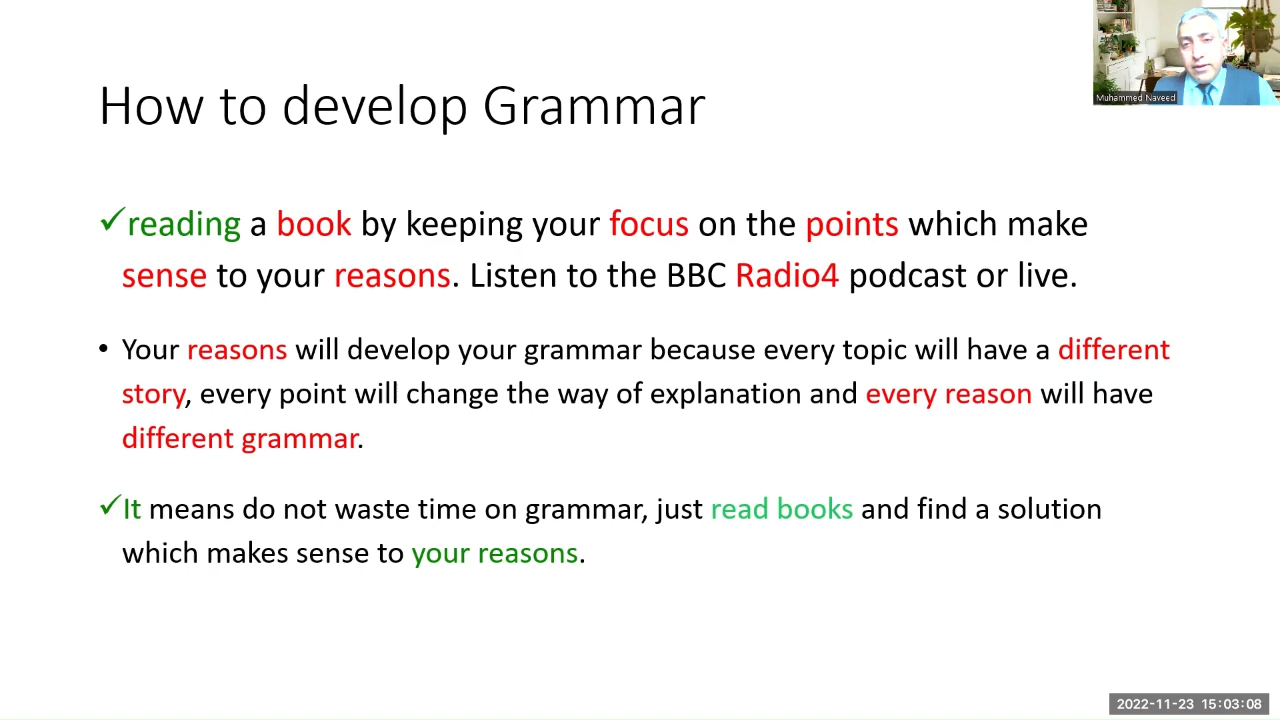 Muhammed Naveed
How to develop Grammar
✓reading a book by keeping your focus on the points which make
sense to your reasons. Listen to the BBC Radio4 podcast or live.
• Your reasons will develop your grammar because every topic will have a different
story, every point will change the way of explanation and every reason will have
different grammar.
✓It means do not waste time on grammar, just read books and find a solution
which makes sense to your reasons.
2022-11-23 15:03:08